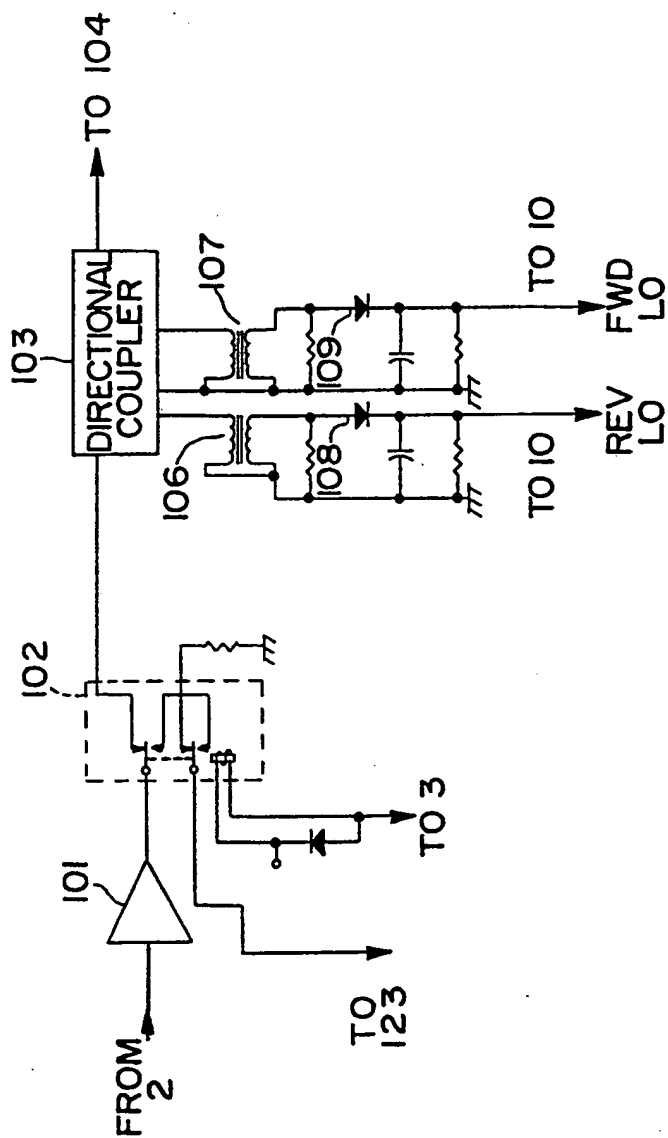 FROM
2
101
102
TO
123
TO 3
103
DIRECTIONAL
COUPLER
TO 104
106
107
108
109
TO 10
REV
LO
TO 10
FWD
LO